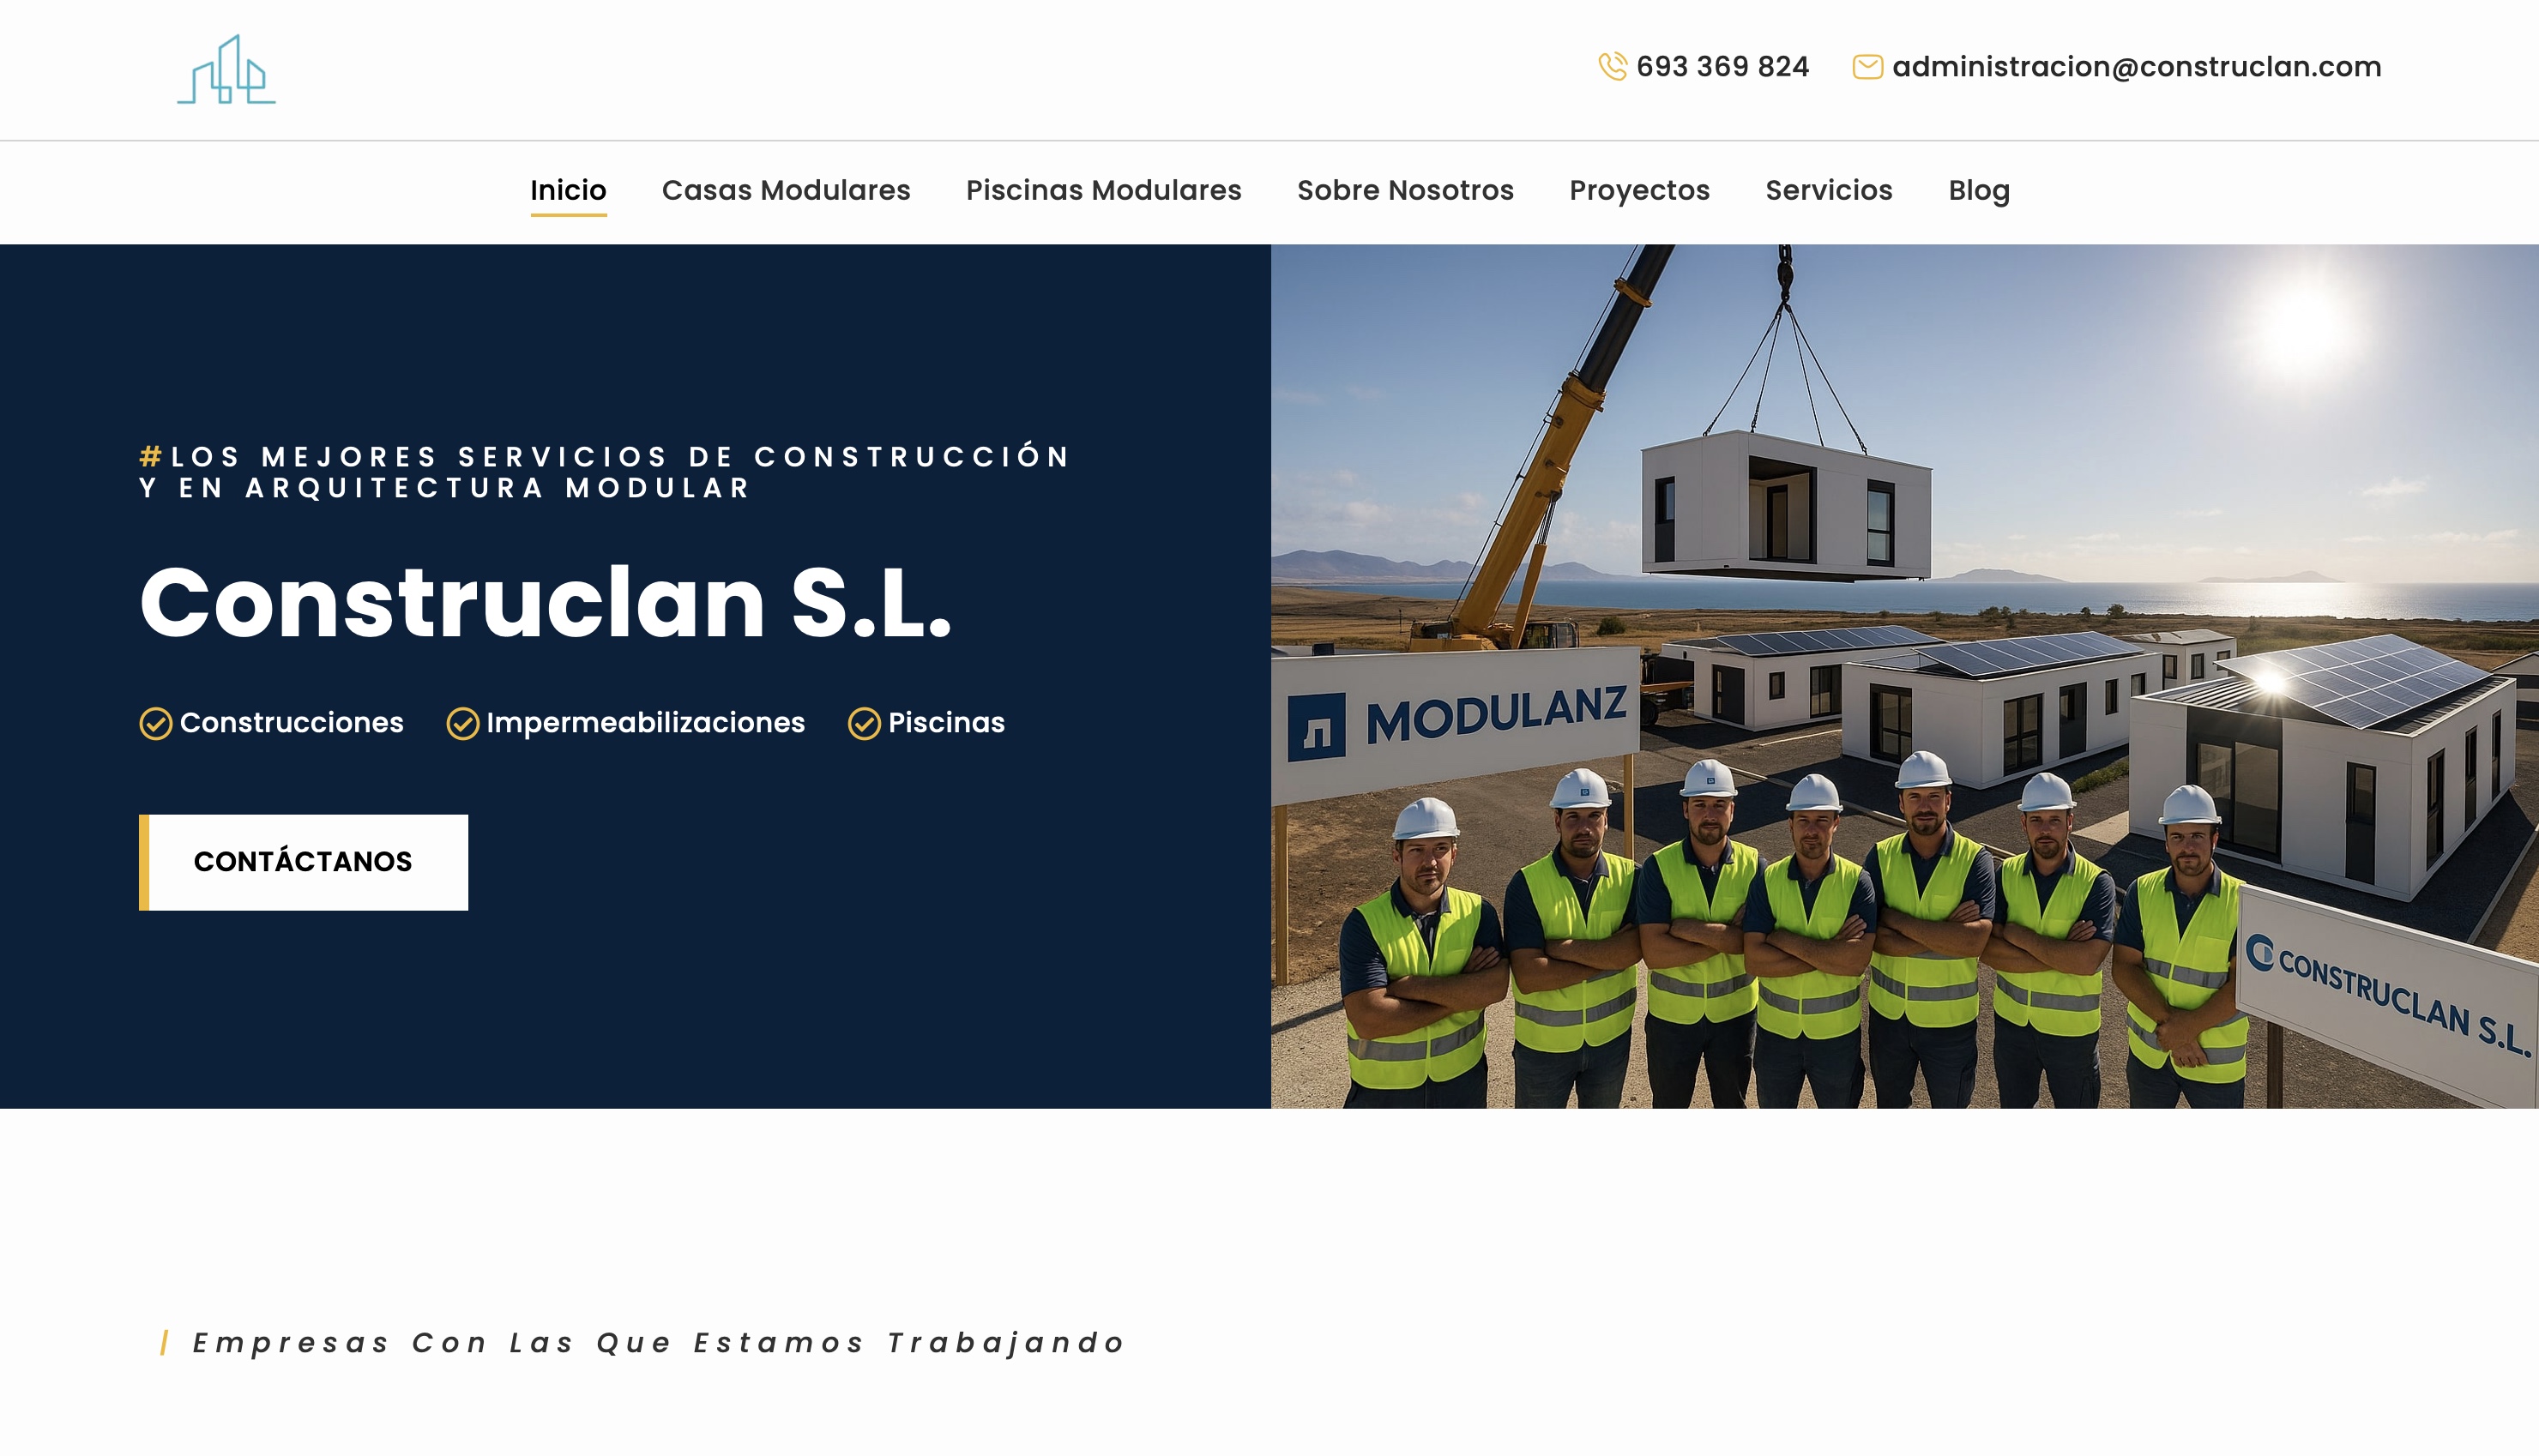 693 369 824
administracion@construclan.com
Inicio
Casas Modulares
Piscinas Modulares
Sobre Nosotros
Proyectos
Servicios
Blog
#LOS MEJORES SERVICIOS DE CONSTRUCCIÓN
Y EN ARQUITECTURA MODULAR
Construclan S.L.
Construcciones
Impermeabilizaciones
Piscinas
CONTÁCTANOS
MODULANZ
CONSTRUCLAN S.L.
| Empresas Con Las Que Estamos Trabajando